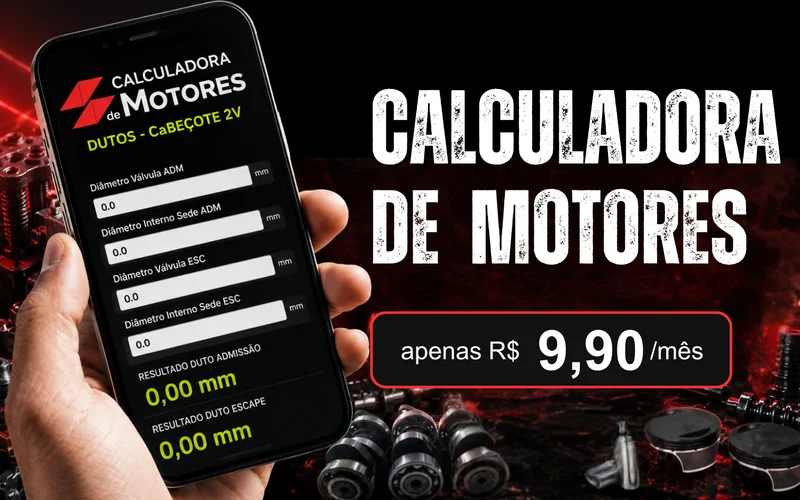 CALCULADORA
de MOTORES
DUTOS - CaBEÇOTE 2V
Diâmetro Válvula ADM
0.0 mm
Diâmetro Interno Sede ADM
0.0 mm
Diâmetro Válvula ESC
0.0 mm
Diâmetro Interno Sede ESC
0.0 mm
RESULTADO DUTO ADMISSÃO
0,00 mm
RESULTADO DUTO ESCAPE
0,00 mm
CALCULADORA
DE MOTORES
apenas R$ 9,90/mês